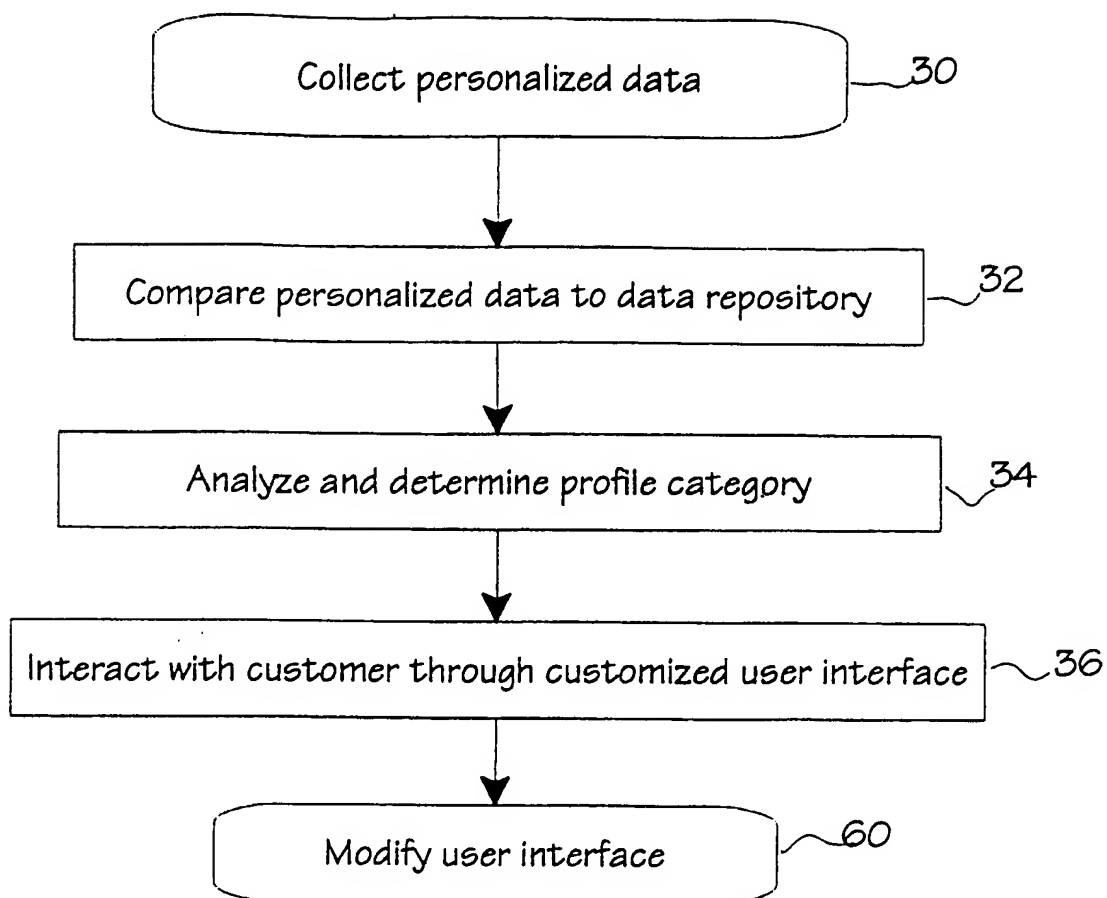 Collect personalized data
30
Compare personalized data to data repository
32
Analyze and determine profile category
34
Interact with customer through customized user interface
36
Modify user interface
60